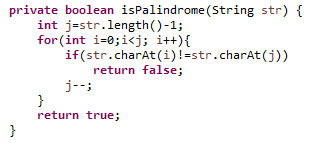 private boolean isPalindrome(String str) {
    int j=str.length()-1;
    for(int i=0;i<j; i++){
        if(str.charAt(i)!=str.charAt(j))
            return false;
        j--;
    }
    return true;
}